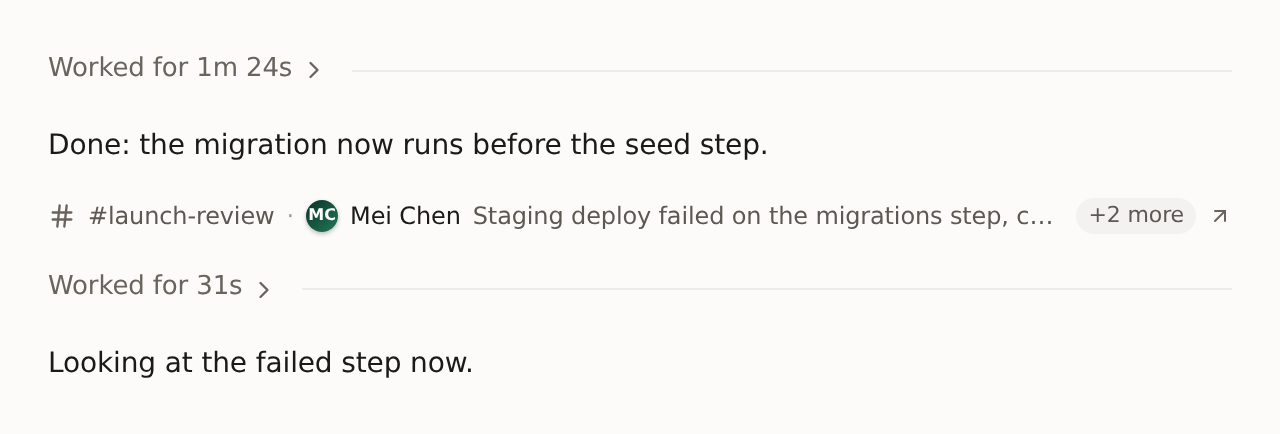 Worked for 1m 24s
Done: the migration now runs before the seed step.
#launch-review · MC Mei Chen Staging deploy failed on the migrations step, c… +2 more
Worked for 31s
Looking at the failed step now.